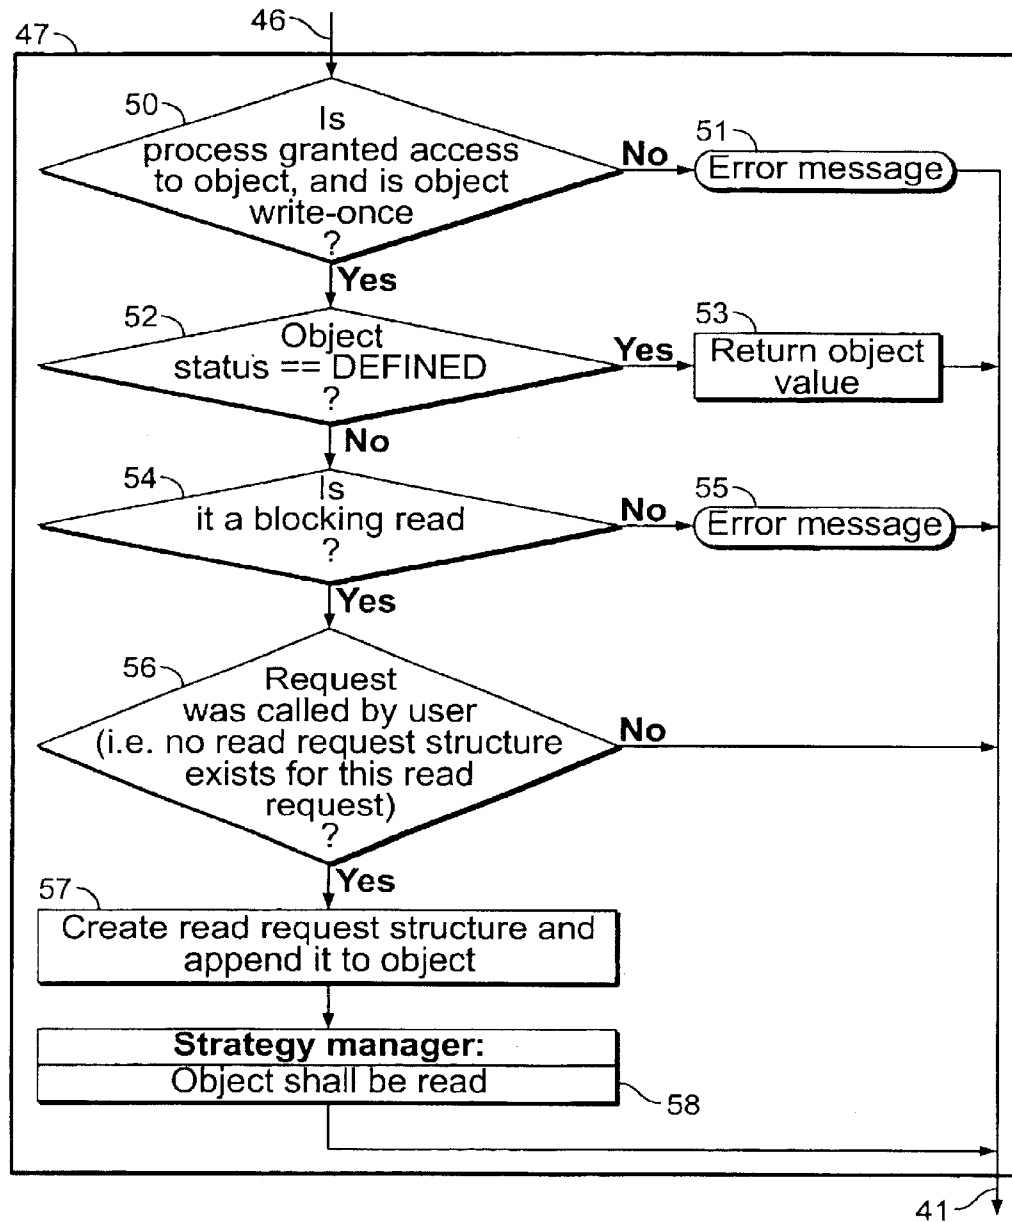 47
46
50
Is
process granted access
to object, and is object
write-once
?
No
51
Error message
Yes
52
Object
status == DEFINED
?
Yes
53
Return object
value
No
54
Is
it a blocking read
?
No
55
Error message
Yes
56
Request
was called by user
(i.e. no read request structure
exists for this read
request)
?
No
Yes
57
Create read request structure and
append it to object
Strategy manager:
Object shall be read
58
41